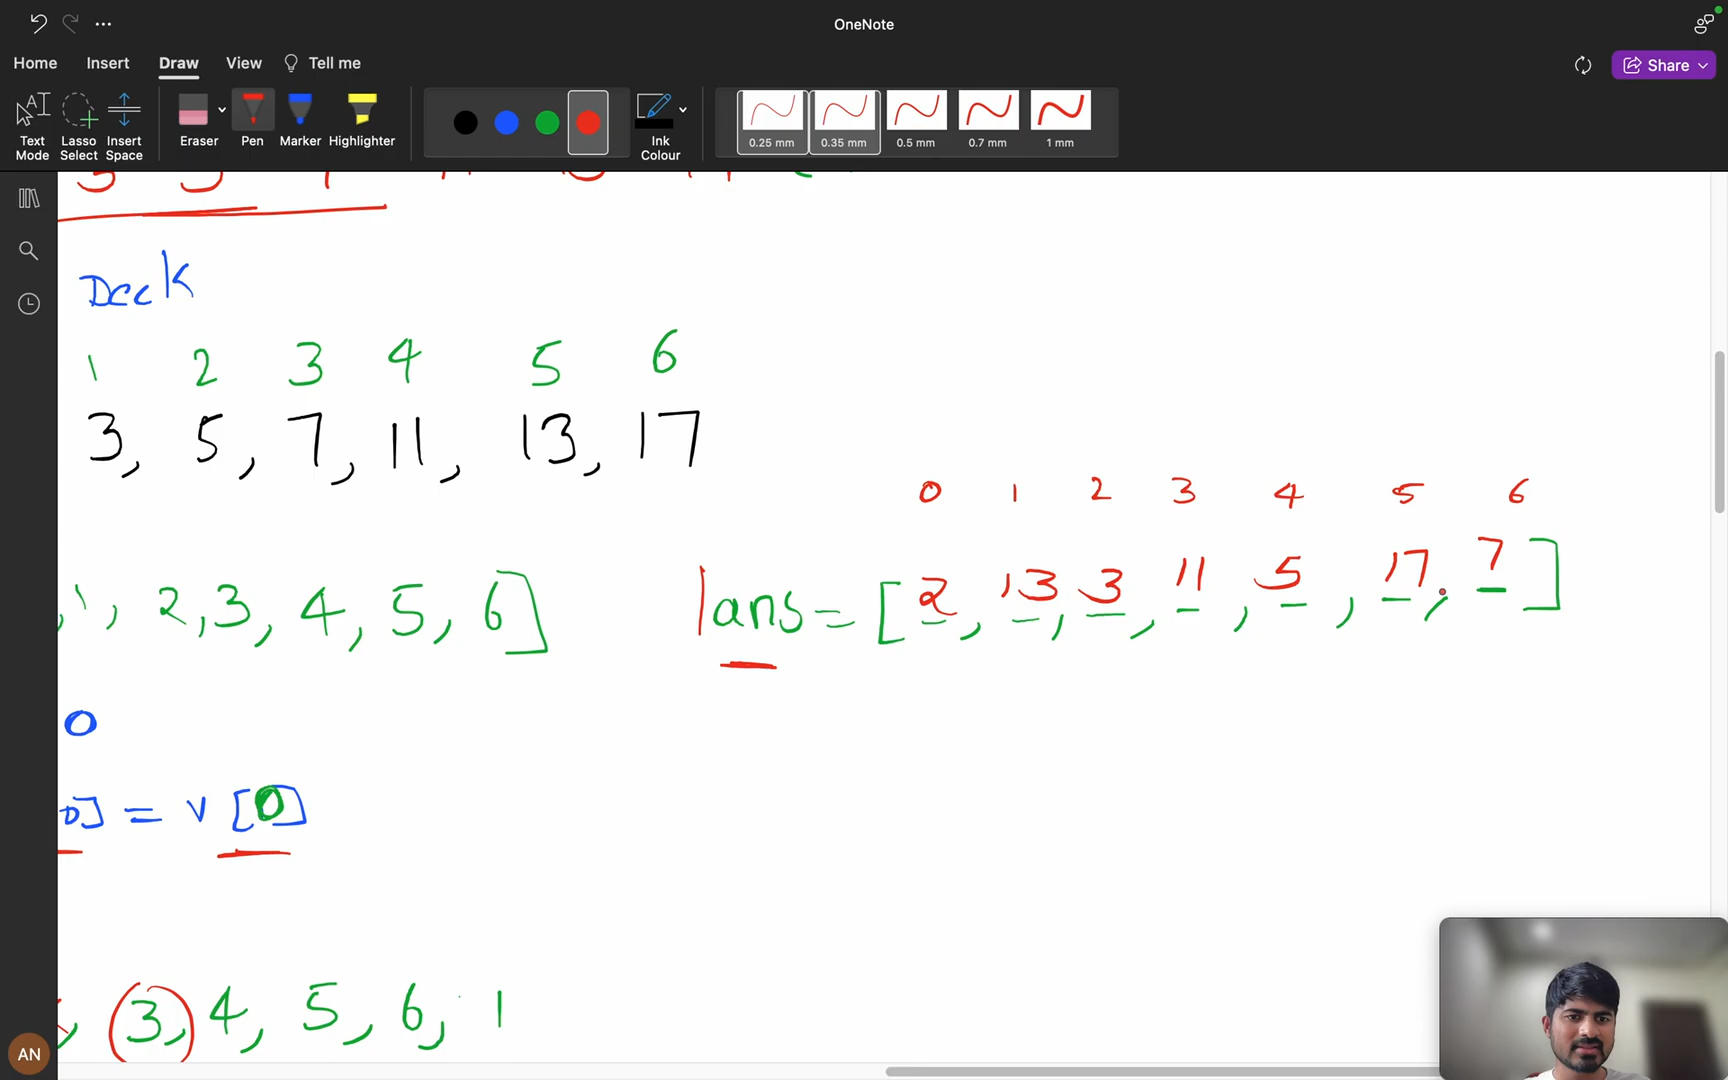 OneNote
Home Insert Draw View Tell me
Share
Text Mode
Lasso Select
Insert Space
Eraser
Pen
Marker
Highlighter
Ink Colour
0.25 mm
0.35 mm
0.5 mm
0.7 mm
1 mm
Deck
1 2 3 4 5 6
3, 5, 7, 11, 13, 17
0 1 2 3 4 5 6
, 1, 2, 3, 4, 5, 6]
ans = [2, 13, 3, 11, 5, 17, 7]
0
0] = v [0]
, 3, 4, 5, 6, 1
AN